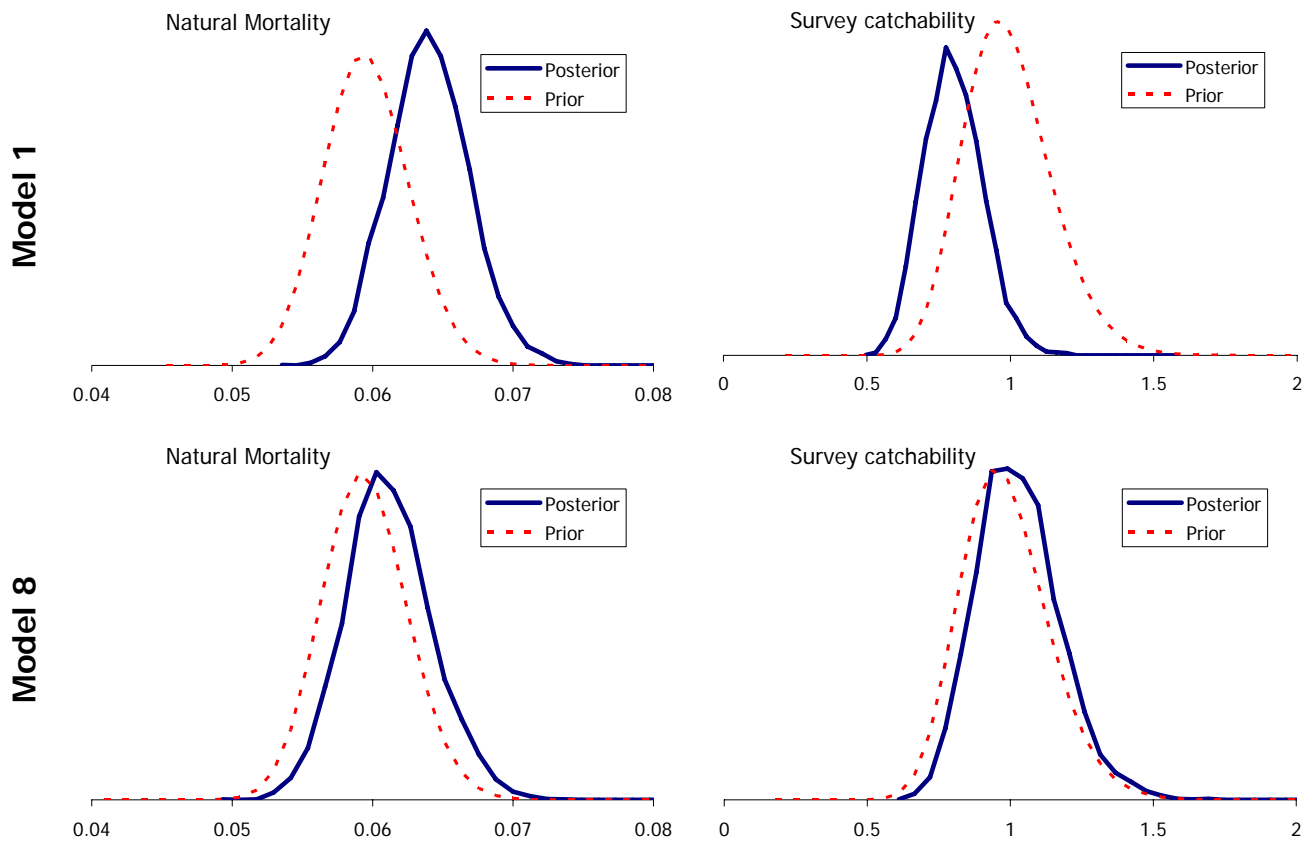 Natural Mortality
Posterior
Prior
0.04 0.05 0.06 0.07 0.08
Survey catchability
Posterior
Prior
0 0.5 1 1.5 2
Model 1
Natural Mortality
Posterior
Prior
0.04 0.05 0.06 0.07 0.08
Survey catchability
Posterior
Prior
0 0.5 1 1.5 2
Model 8